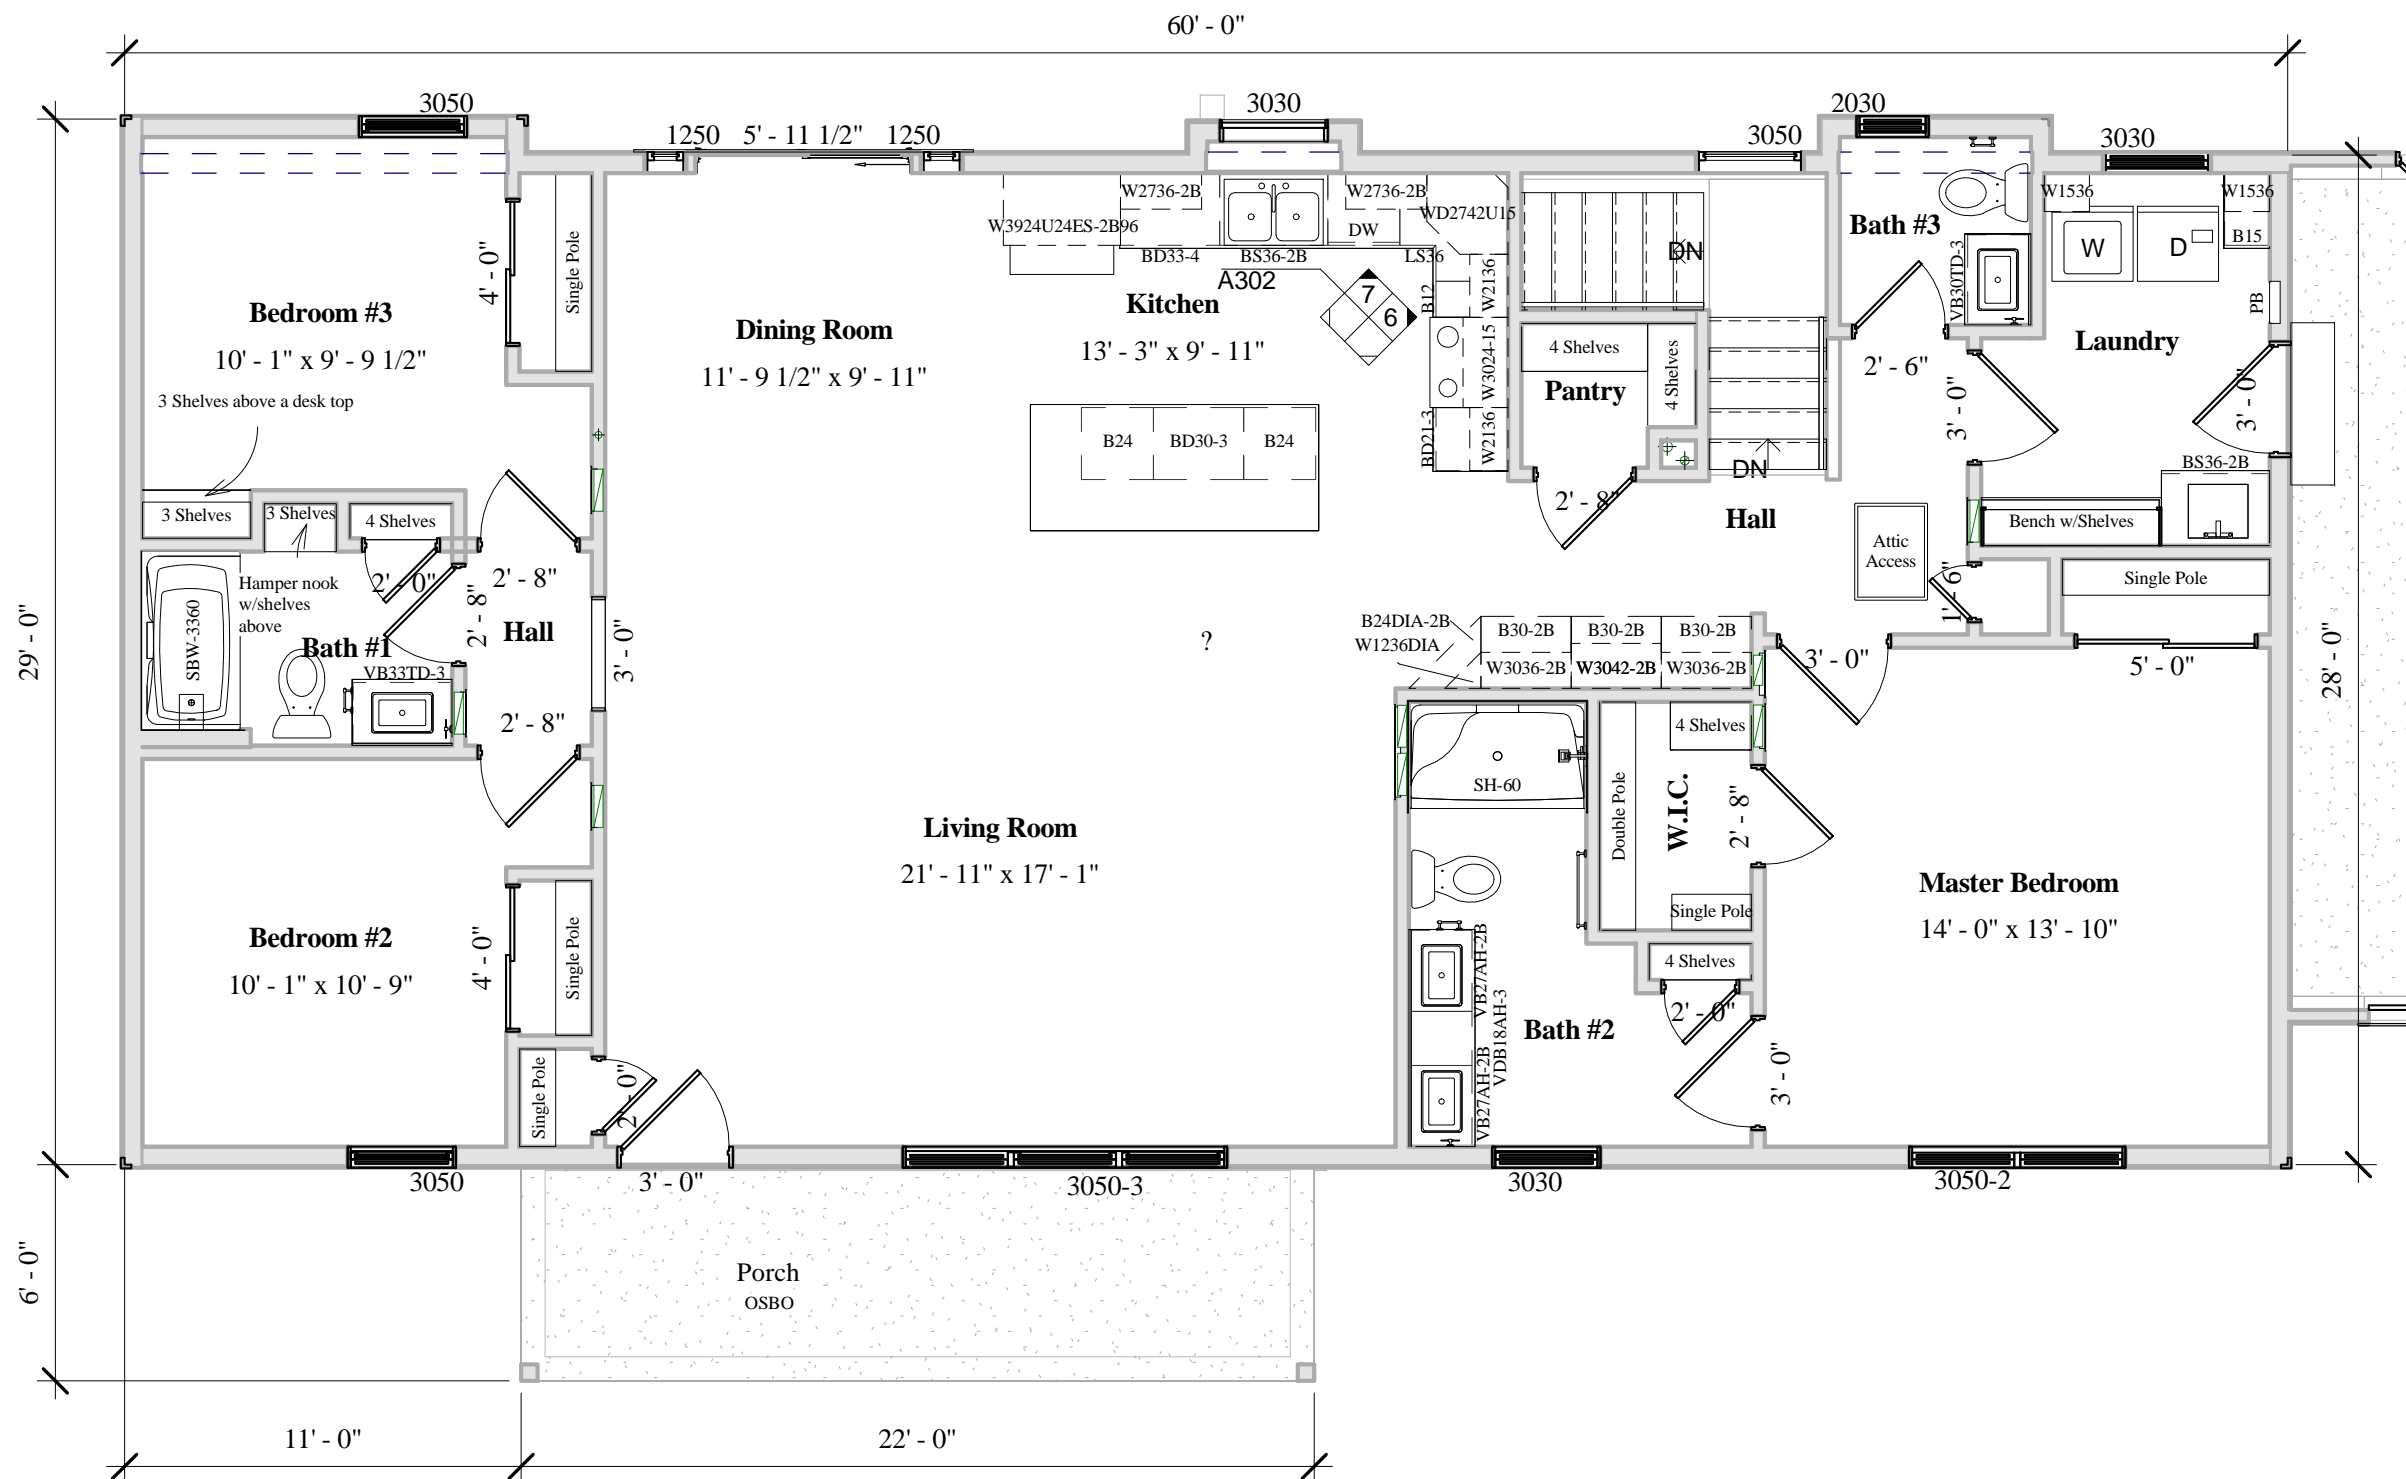 60' - 0"
3050
3030
2030
1250
5' - 11 1/2"
1250
3050
3030
W2736-2B
W2736-2B
W1536
W1536
W3924U24ES-2B96
WD2742U15
DW
BD33-4
BS36-2B
LS36
A302
7
6
B12
W2136
W3024-15
W2136
BD21-3
DN
DN
Bath #3
W
D
B15
VB30TD-3
PB
4' - 0"
Single Pole
Bedroom #3
10' - 1" x 9' - 9 1/2"
Dining Room
11' - 9 1/2" x 9' - 11"
Kitchen
13' - 3" x 9' - 11"
4 Shelves
4 Shelves
Pantry
2' - 6"
Laundry
3' - 0"
3' - 0"
3 Shelves above a desk top
B24
BD30-3
B24
BS36-2B
2' - 8"
Hall
3 Shelves
3 Shelves
4 Shelves
Bench w/Shelves
Attic
Access
1' - 6"
Single Pole
Hamper nook
w/shelves
above
2' - 0"
2' - 8"
2' - 8"
SBW-3360
Bath #1
Hall
3' - 0"
VB33TD-3
2' - 8"
29' - 0"
28' - 0"
?
B24DIA-2B
W1236DIA
B30-2B
B30-2B
B30-2B
W3036-2B
W3042-2B
W3036-2B
3' - 0"
5' - 0"
4 Shelves
SH-60
Double Pole
W.I.C.
2' - 8"
Living Room
21' - 11" x 17' - 1"
Master Bedroom
14' - 0" x 13' - 10"
Single Pole
Bedroom #2
10' - 1" x 10' - 9"
4' - 0"
Single Pole
4 Shelves
2' - 0"
VB27AH-2B
VDB18AH-3
VB27AH-2B
Bath #2
3' - 0"
Single Pole
2' - 0"
3050
3' - 0"
3050-3
3030
3050-2
6' - 0"
Porch
OSBO
11' - 0"
22' - 0"